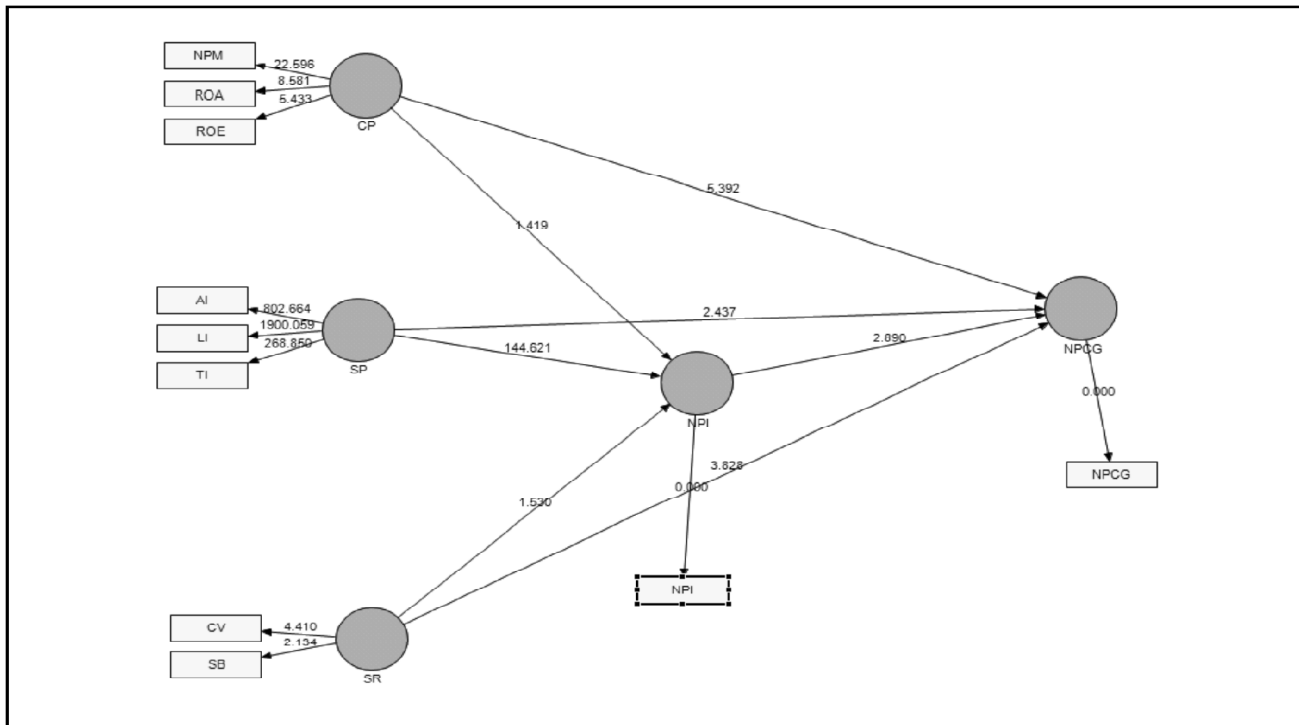 NPM
22.596
8.581
ROA
5.433
ROE
CP
5.392
1.419
AI
802.664
1900.059
LI
268.850
TI
SP
2.437
144.621
2.890
NPI
NPCG
0.000
NPCG
3.828
0.000
1.530
NPI
CV
4.410
2.134
SB
SR